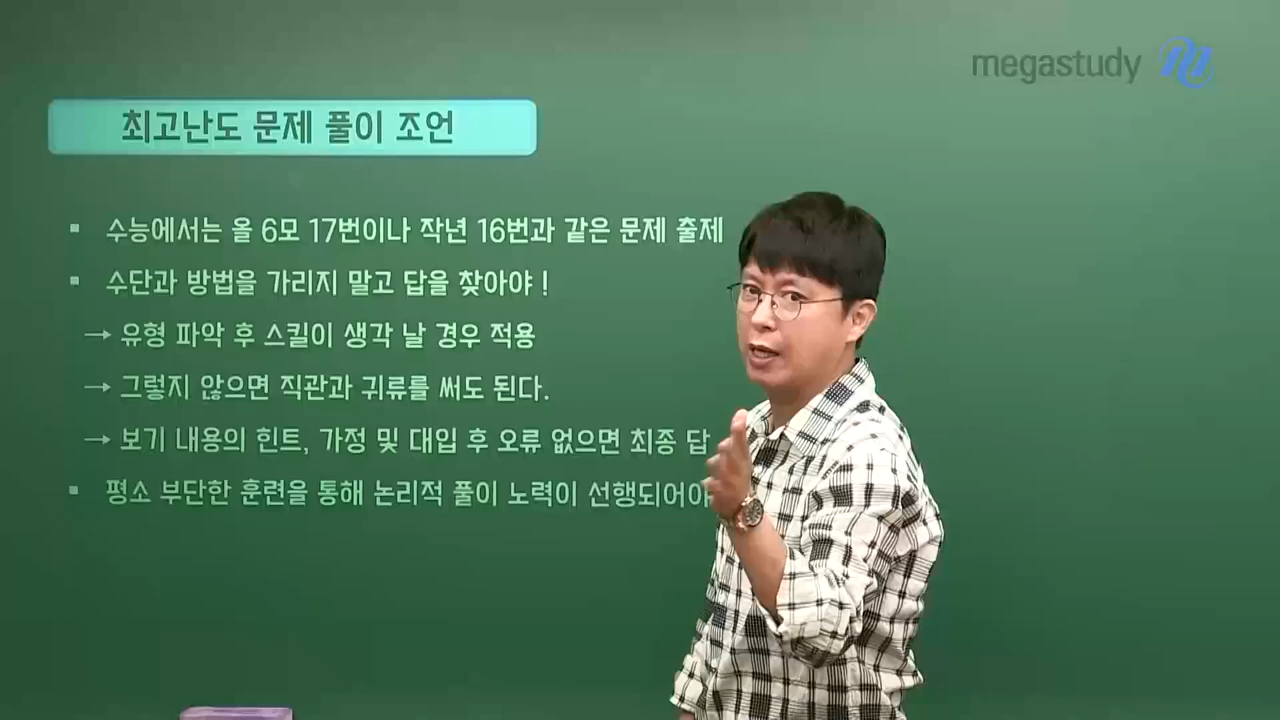 megastudy
최고난도 문제 풀이 조언
▪ 수능에서는 올 6모 17번이나 작년 16번과 같은 문제 출제
▪ 수단과 방법을 가리지 말고 답을 찾아야 !
→ 유형 파악 후 스킬이 생각 날 경우 적용
→ 그렇지 않으면 직관과 귀류를 써도 된다.
→ 보기 내용의 힌트, 가정 및 대입 후 오류 없으면 최종 답
▪ 평소 부단한 훈련을 통해 논리적 풀이 노력이 선행되어야